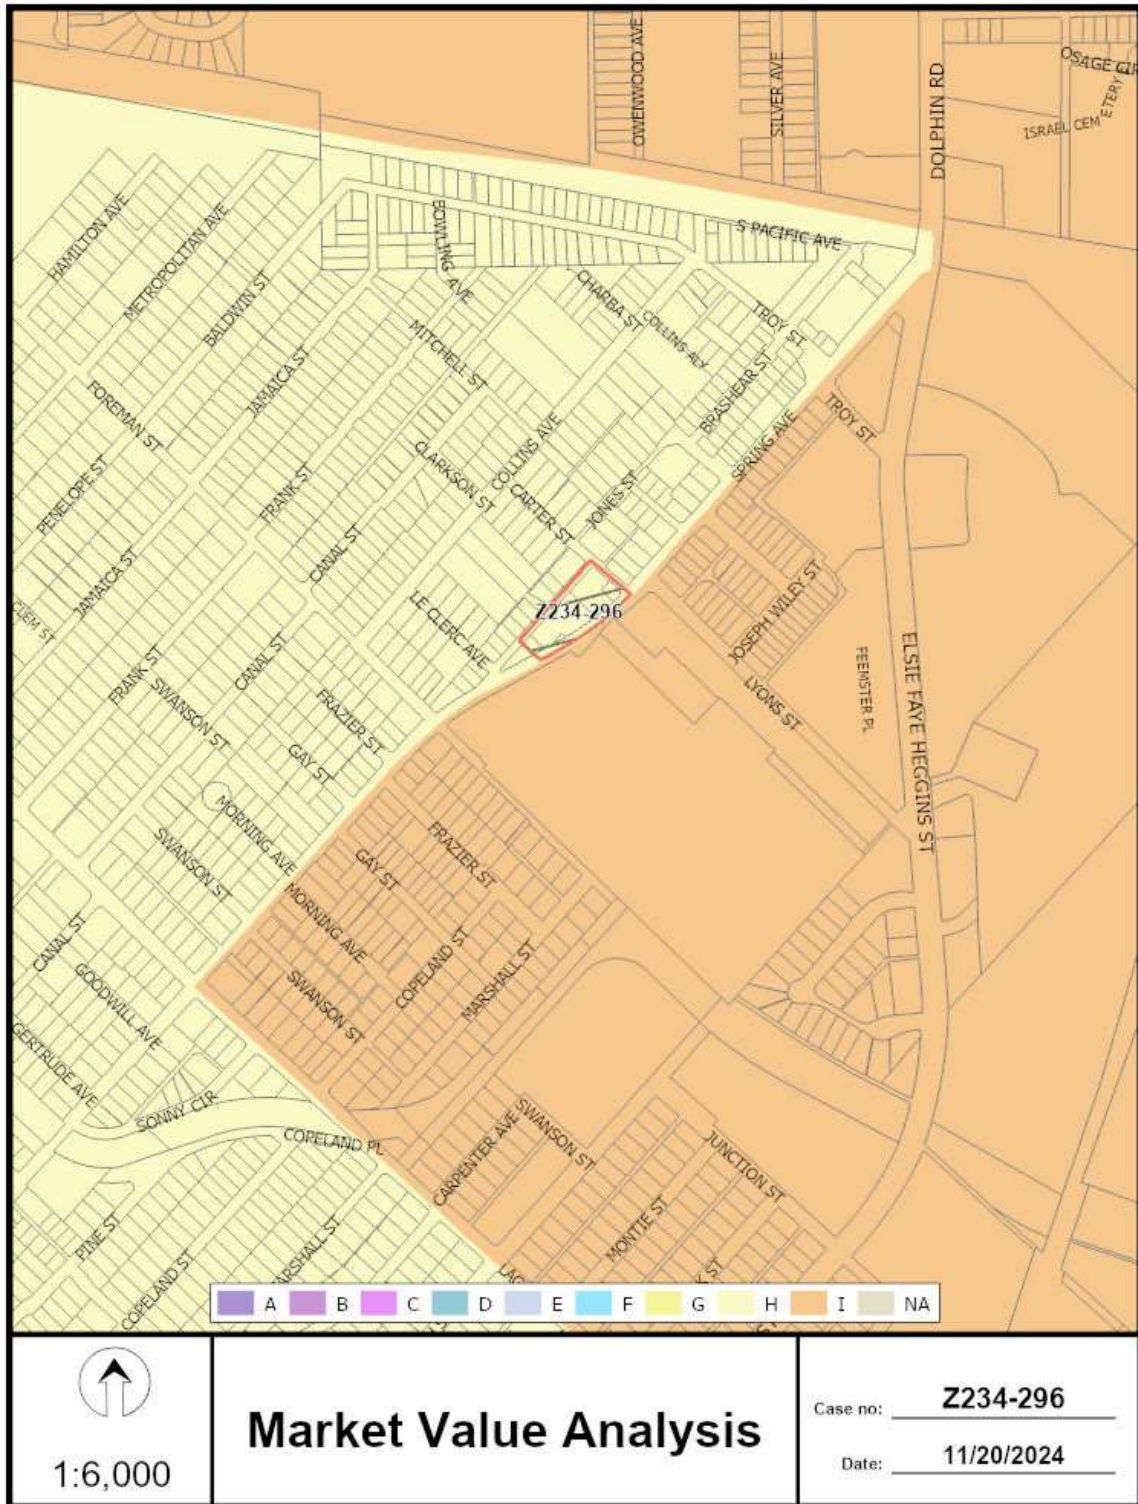 OWENWOOD AVE
SILVER AVE
DOLPHIN RD
OSAGE CIR
ISRAEL CEMETERY
HAMILTON AVE
METROPOLITAN AVE
BALDWIN ST
BOWLING AVE
S PACIFIC AVE
CHARBA ST
COLLINS ALY
TROY ST
JAMAICA ST
MITCHELL ST
BRASHEAR ST
FOREMAN ST
SPRING AVE
TROY ST
PENELOPE ST
FRANK ST
CLARKSON ST
COLLINS AVE
CARTER ST
JONES ST
CANAL ST
JAMAICA ST
CLEM ST
LE CLERC AVE
Z234-296
JOSEPH WILEY ST
ELSIE FAYE HEGGINS ST
FEEMSTER PL
LYONS ST
FRANK ST
CANAL ST
SWANSON ST
FRAZIER ST
GAY ST
MORNING AVE
SWANSON ST
FRAZIER ST
GAY ST
MORNING AVE
COPELAND ST
MARSHALL ST
SWANSON ST
CANAL ST
GOODWILL AVE
GERTRUDE AVE
SONNY CIR
COPELAND PL
CARPENTER AVE
SWANSON ST
JUNCTION ST
MONTIE ST
PINE ST
COPELAND ST
ARSHALL ST
LAG
K ST
A B C D E F G H I NA
1:6,000
Market Value Analysis
Case no: Z234-296
Date: 11/20/2024